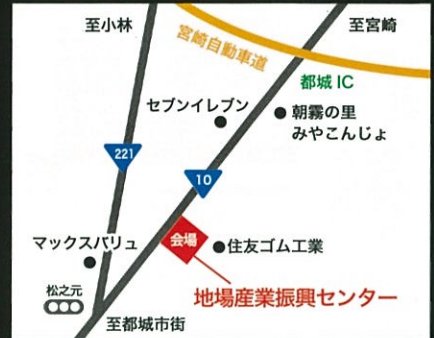 至小林
至宮崎
宮崎自動車道
都城 IC
セブンイレブン
朝霧の里
みやこんじょ
221
10
会場
マックスバリュ
住友ゴム工業
地場産業振興センター
松之元
至都城市街